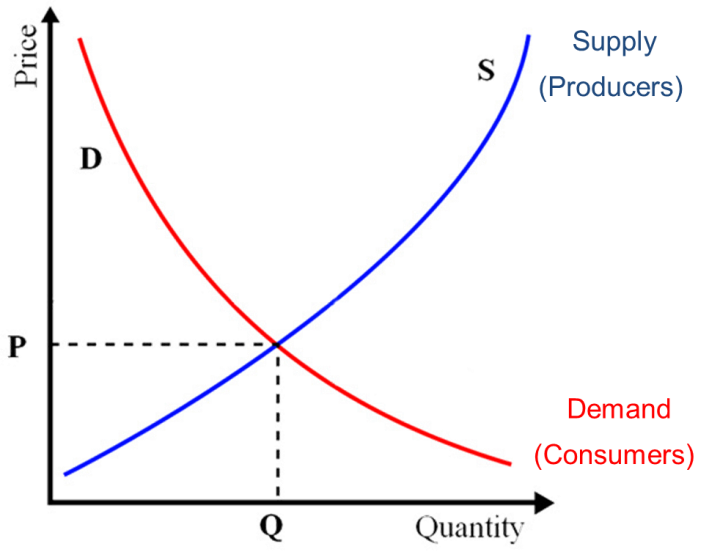 Price
S
Supply
(Producers)
D
P
Demand
(Consumers)
Q
Quantity